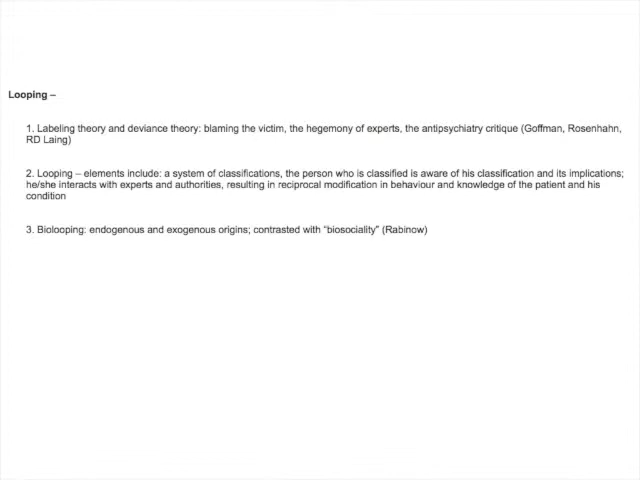 Looping –
1. Labeling theory and deviance theory: blaming the victim, the hegemony of experts, the antipsychiatry critique (Goffman, Rosenhahn,
RD Laing)
2. Looping – elements include: a system of classifications, the person who is classified is aware of his classification and its implications;
he/she interacts with experts and authorities, resulting in reciprocal modification in behaviour and knowledge of the patient and his
condition
3. Biolooping: endogenous and exogenous origins; contrasted with “biosociality” (Rabinow)